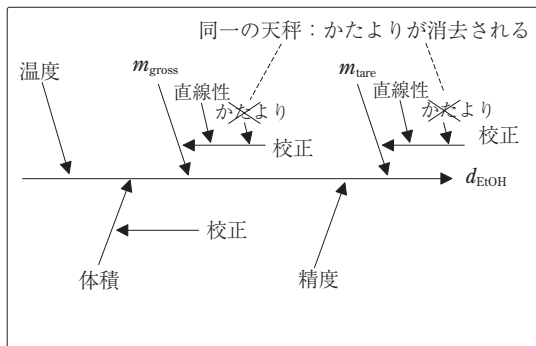 同一の天秤：かたよりが消去される
温度
m_gross
直線性
かたより
校正
m_tare
直線性
かたより
校正
d_EtOH
校正
体積
精度